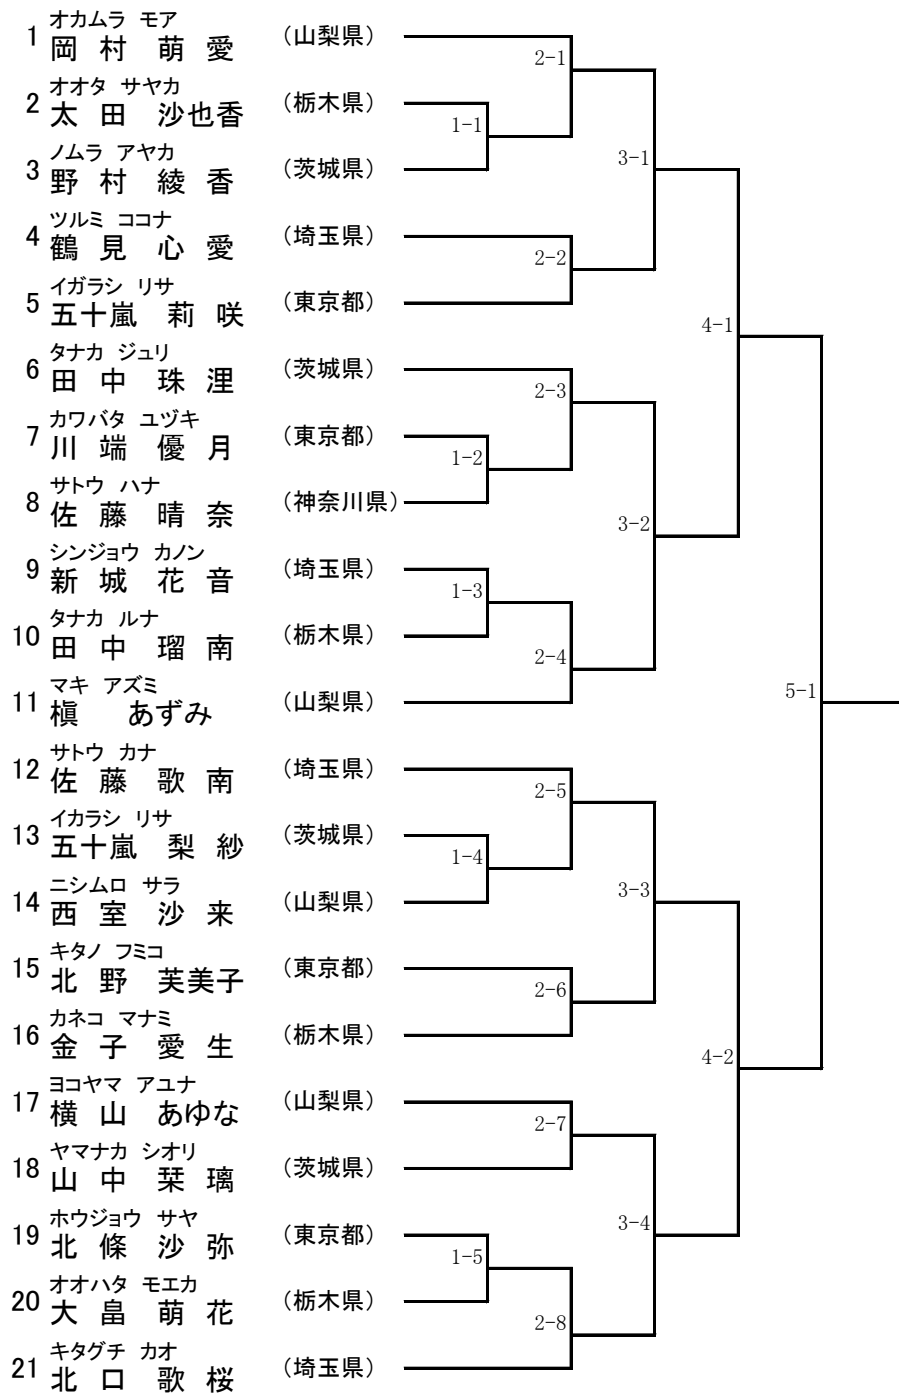 オカムラ モア
1 岡 村 萌 愛 （山梨県）
2-1
オオタ サヤカ
2 太 田 沙也香 （栃木県）
1-1
ノムラ アヤカ
3 野 村 綾 香 （茨城県）
3-1
ツルミ ココナ
4 鶴 見 心 愛 （埼玉県）
2-2
イガラシ リサ
5 五十嵐 莉 咲 （東京都）
4-1
タナカ ジュリ
6 田 中 珠 浬 （茨城県）
2-3
カワバタ ユヅキ
7 川 端 優 月 （東京都）
1-2
サトウ ハナ
8 佐 藤 晴 奈 （神奈川県）
3-2
シンジョウ カノン
9 新 城 花 音 （埼玉県）
1-3
タナカ ルナ
10 田 中 瑠 南 （栃木県）
2-4
マキ アズミ
11 槇 あずみ （山梨県）
5-1
サトウ カナ
12 佐 藤 歌 南 （埼玉県）
2-5
イカラシ リサ
13 五十嵐 梨 紗 （茨城県）
1-4
ニシムロ サラ
14 西 室 沙 来 （山梨県）
3-3
キタノ フミコ
15 北 野 芙美子 （東京都）
2-6
カネコ マナミ
16 金 子 愛 生 （栃木県）
4-2
ヨコヤマ アユナ
17 横 山 あゆな （山梨県）
2-7
ヤマナカ シオリ
18 山 中 栞 璃 （茨城県）
3-4
ホウジョウ サヤ
19 北 條 沙 弥 （東京都）
1-5
オオハタ モエカ
20 大 畠 萌 花 （栃木県）
2-8
キタグチ カオ
21 北 口 歌 桜 （埼玉県）